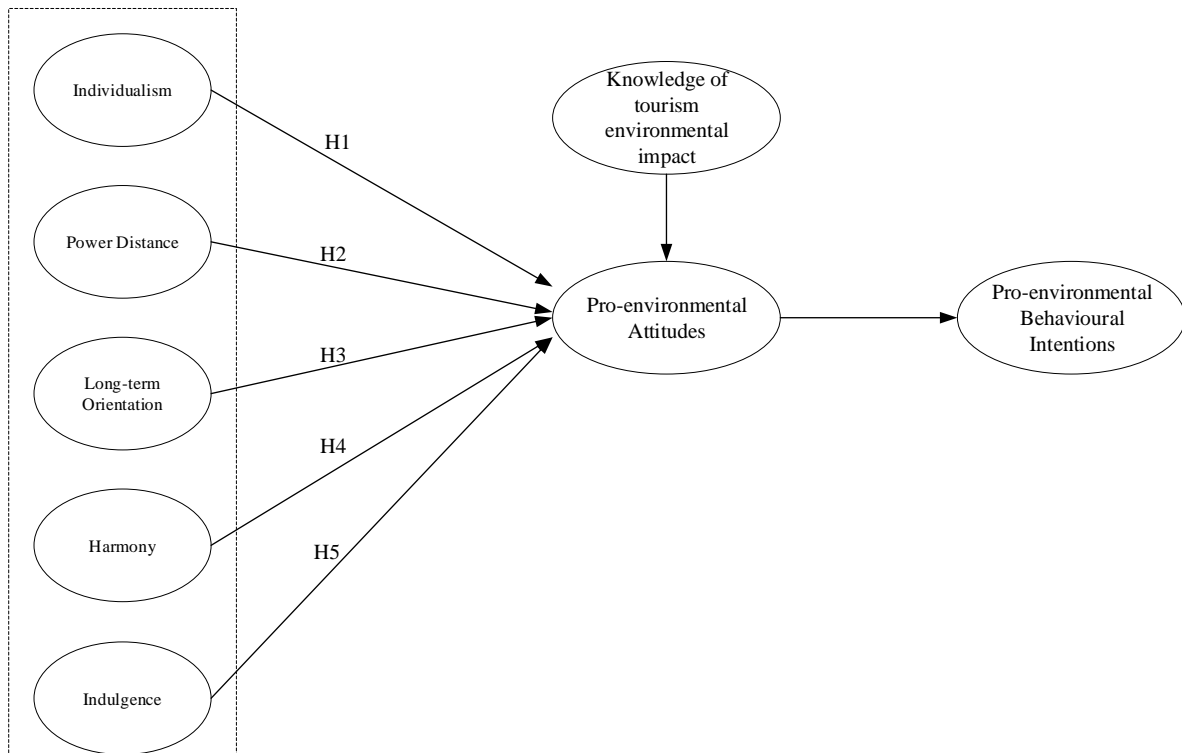 Individualism
H1
Knowledge of
tourism
environmental
impact
Power Distance
H2
Pro-environmental
Attitudes
Pro-environmental
Behavioural
Intentions
H3
Long-term
Orientation
H4
Harmony
H5
Indulgence